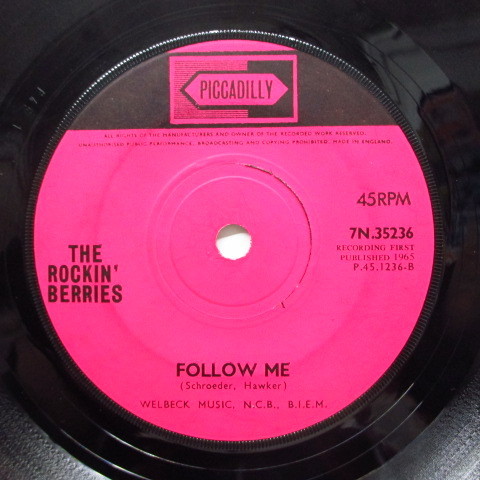 PICCADILLY
ALL RIGHTS OF THE MANUFACTURERS AND OWNER OF THE RECORDED WORK RESERVED.
UNAUTHORISED PUBLIC PERFORMANCE, BROADCASTING AND COPYING PROHIBITED. MADE IN ENGLAND.
45RPM
7N.35236
RECORDING FIRST
PUBLISHED 1965
P.45.1236-B
THE
ROCKIN'
BERRIES
FOLLOW ME
(Schroeder, Hawker)
WELBECK MUSIC. N.C.B., B.I.E.M.